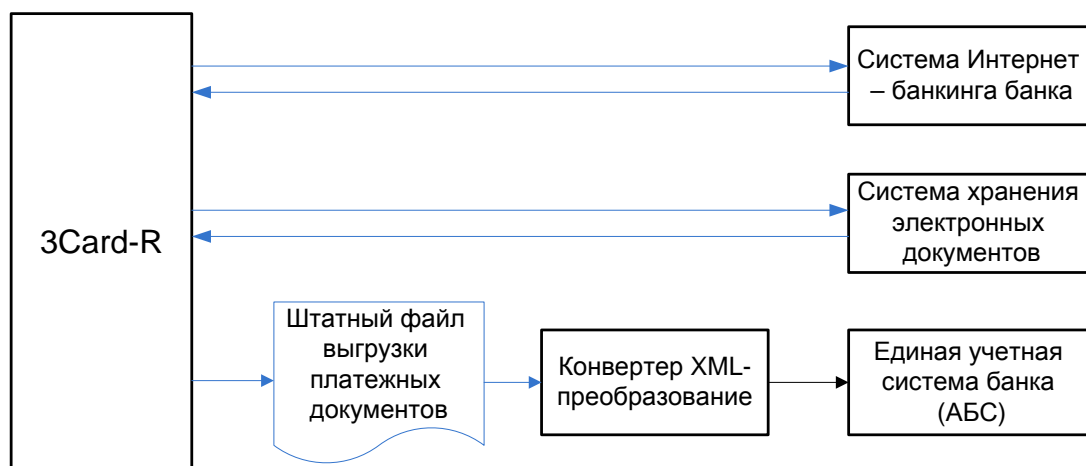 Система Интернет
– банкинга банка
3Card-R
Система хранения
электронных
документов
Штатный файл
выгрузки
платежных
документов
Конвертер XML-
преобразование
Единая учетная
система банка
(АБС)